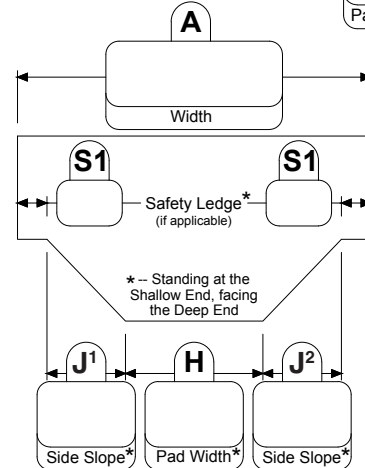 A
Pa
Width
S1 S1
Safety Ledge*
(if applicable)
* -- Standing at the
Shallow End, facing
the Deep End
J¹ H J²
Side Slope* Pad Width* Side Slope*